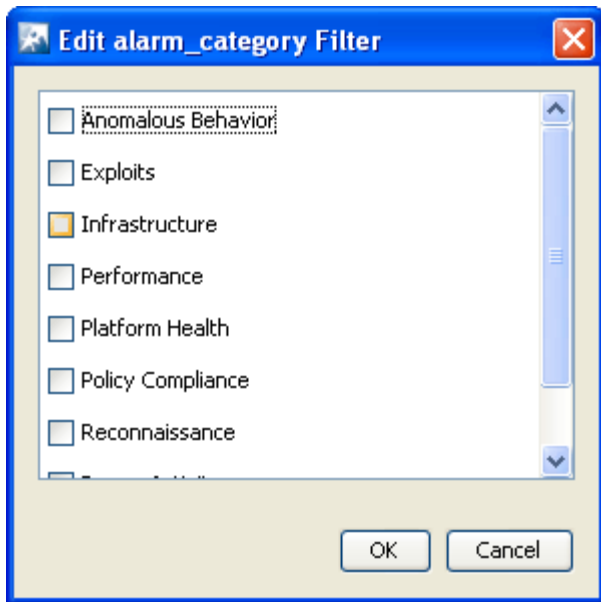 Edit alarm_category Filter
Anomalous Behavior
Exploits
Infrastructure
Performance
Platform Health
Policy Compliance
Reconnaissance
OK
Cancel